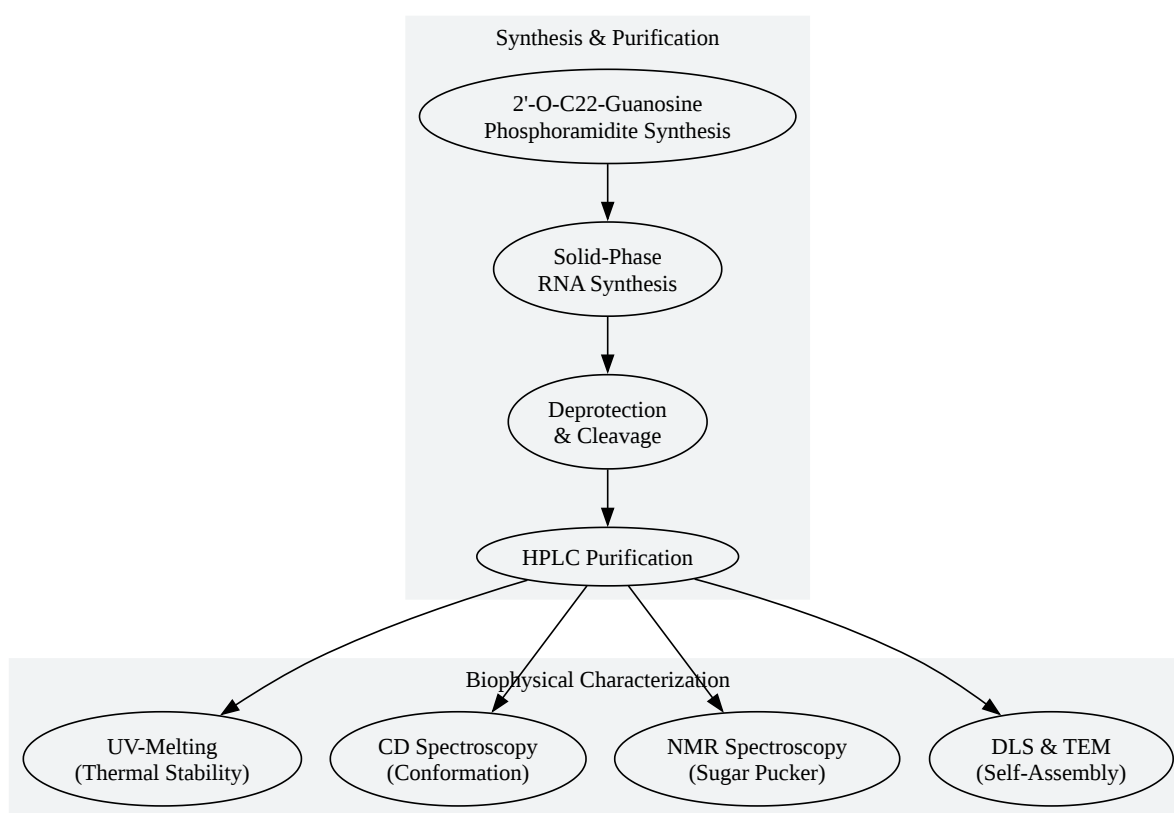 Synthesis & Purification
2'-O-C22-Guanosine
Phosphoramidite Synthesis
Solid-Phase
RNA Synthesis
Deprotection
& Cleavage
HPLC Purification
Biophysical Characterization
UV-Melting
(Thermal Stability)
CD Spectroscopy
(Conformation)
NMR Spectroscopy
(Sugar Pucker)
DLS & TEM
(Self-Assembly)